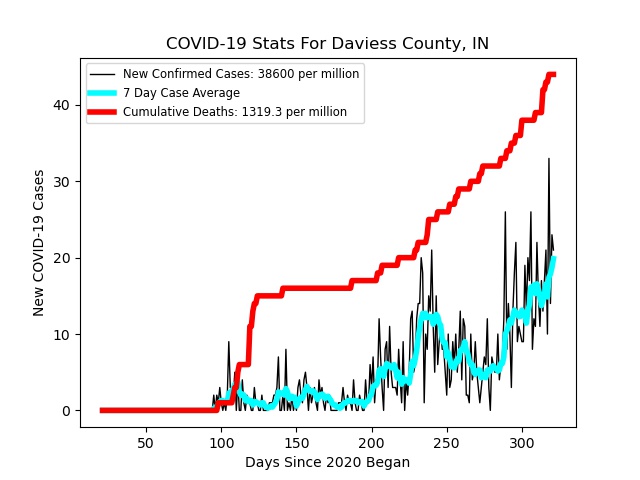 COVID-19 Stats For Daviess County, IN
New Confirmed Cases: 38600 per million
7 Day Case Average
Cumulative Deaths: 1319.3 per million
New COVID-19 Cases
40
30
20
10
0
50 100 150 200 250 300
Days Since 2020 Began